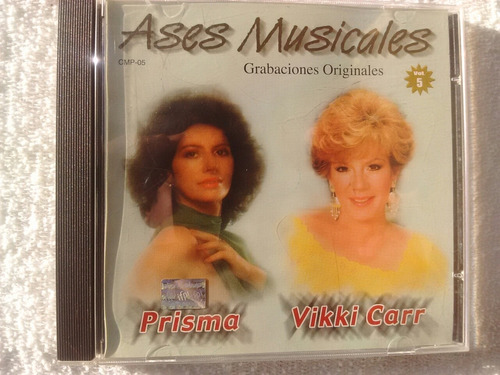 Ases Musicales
CMP-05
Grabaciones Originales
Vol.
5
Prisma
Vikki Carr